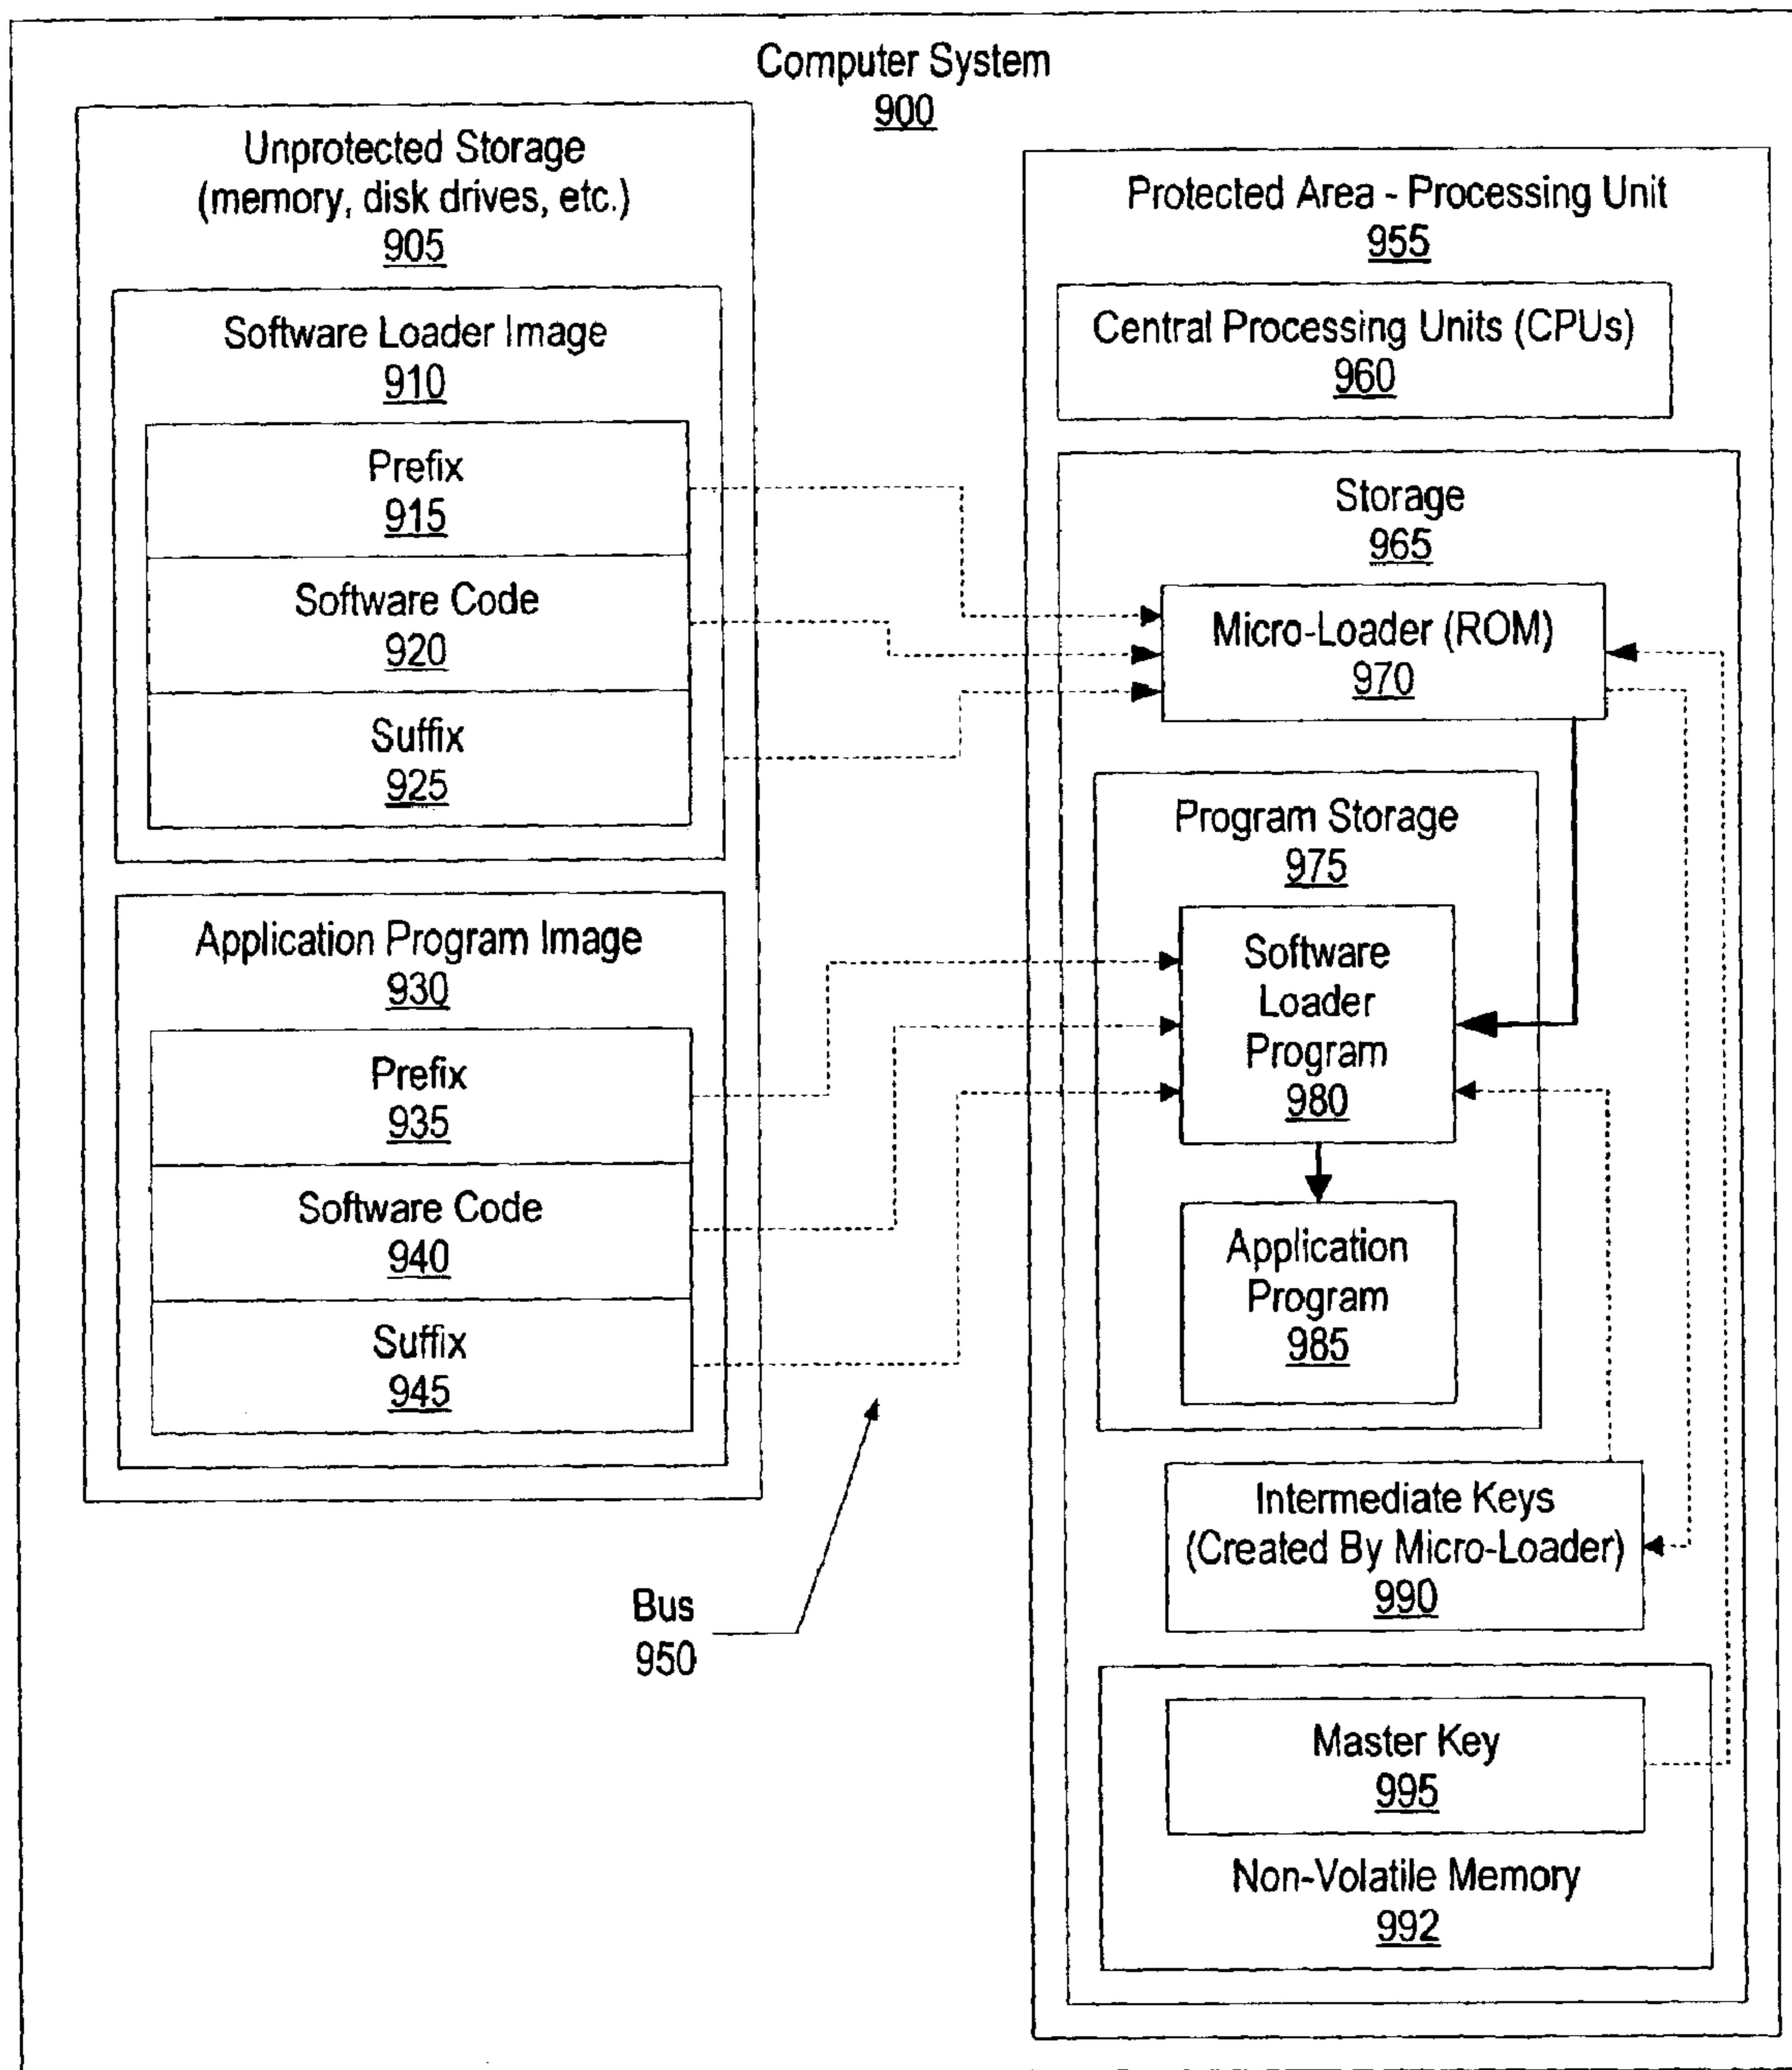 Computer System
900
Unprotected Storage
(memory, disk drives, etc.)
905
Software Loader Image
910
Prefix
915
Software Code
920
Suffix
925
Application Program Image
930
Prefix
935
Software Code
940
Suffix
945
Bus
950
Protected Area - Processing Unit
955
Central Processing Units (CPUs)
960
Storage
965
Micro-Loader (ROM)
970
Program Storage
975
Software
Loader
Program
980
Application
Program
985
Intermediate Keys
(Created By Micro-Loader)
990
Master Key
995
Non-Volatile Memory
992